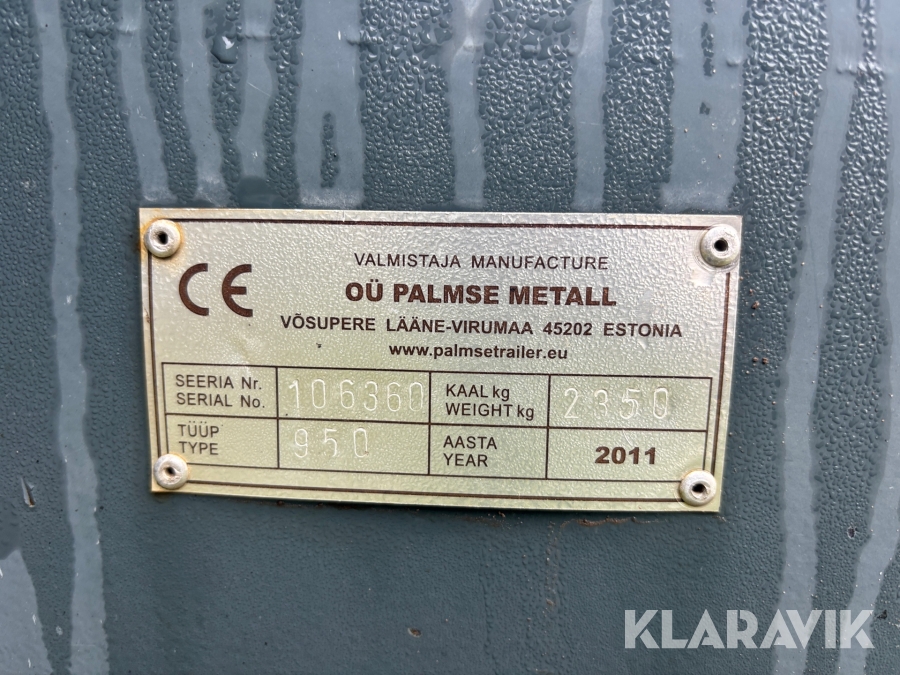 CE
VALMISTAJA MANUFACTURE
OÜ PALMSE METALL
VÕSUPERE LÄÄNE-VIRUMAA 45202 ESTONIA
www.palmsetrailer.eu
SEERIA Nr.
SERIAL No.
106360
KAAL kg
WEIGHT kg
2350
TÜÜP
TYPE
950
AASTA
YEAR
2011
KLARAVIK